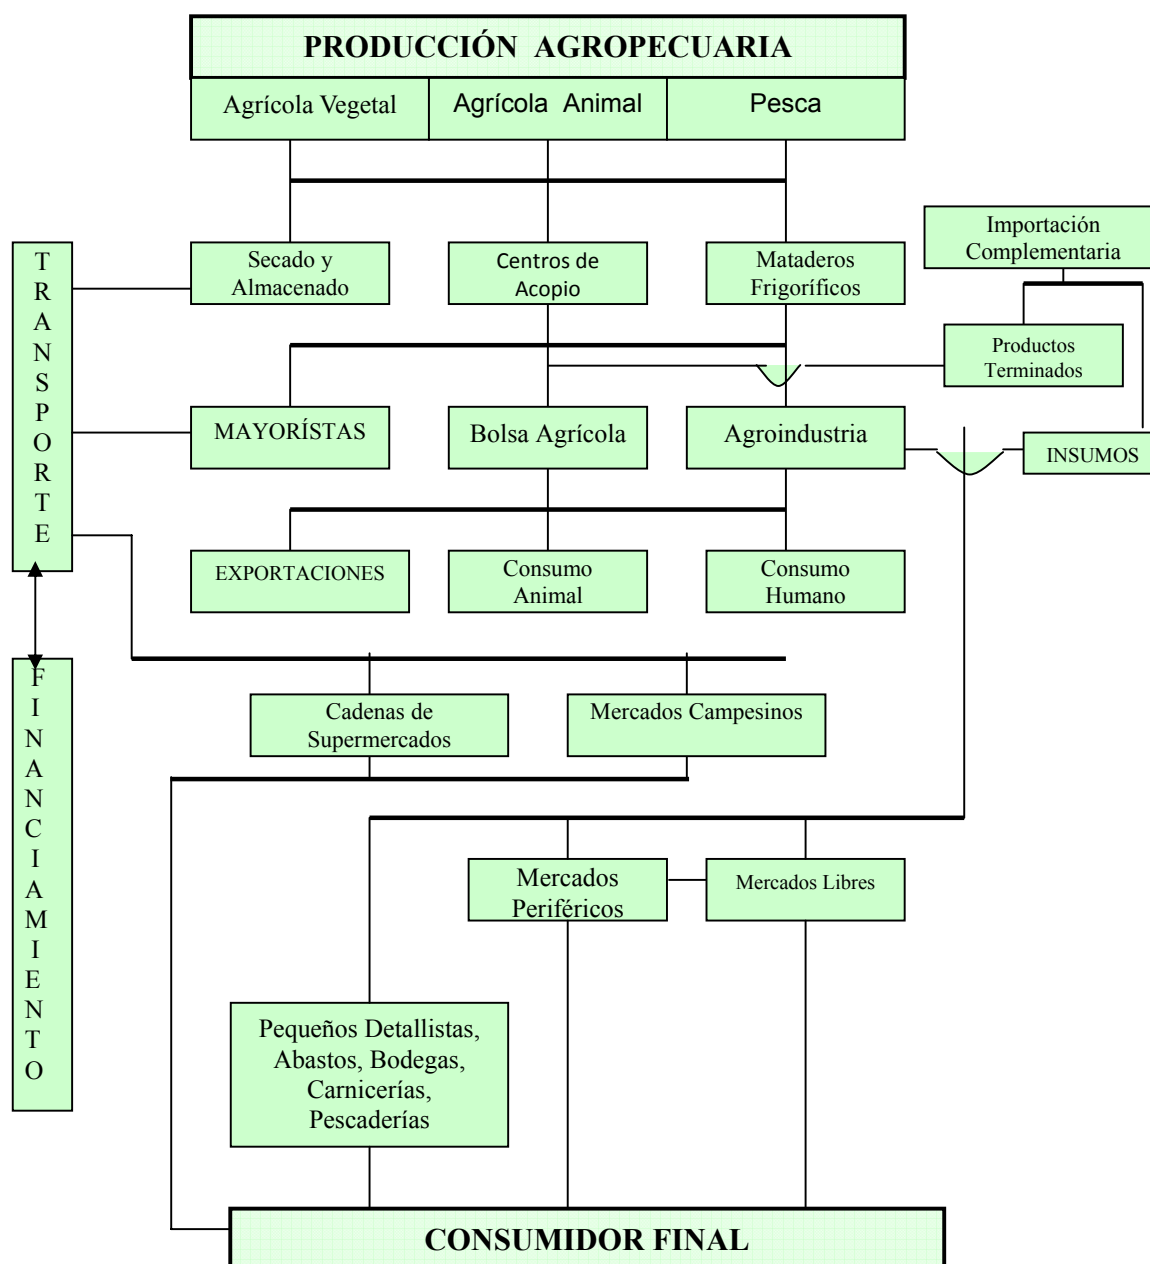 PRODUCCIÓN AGROPECUARIA
Agrícola Vegetal
Agrícola Animal
Pesca
Importación
Complementaria
TRANSPORTE
Secado y
Almacenado
Centros de
Acopio
Mataderos
Frigoríficos
Productos
Terminados
MAYORÍSTAS
Bolsa Agrícola
Agroindustria
INSUMOS
EXPORTACIONES
Consumo
Animal
Consumo
Humano
FINANCIAMIENTO
Cadenas de
Supermercados
Mercados Campesinos
Mercados
Periféricos
Mercados Libres
Pequeños Detallistas,
Abastos, Bodegas,
Carnicerías,
Pescaderías
CONSUMIDOR FINAL